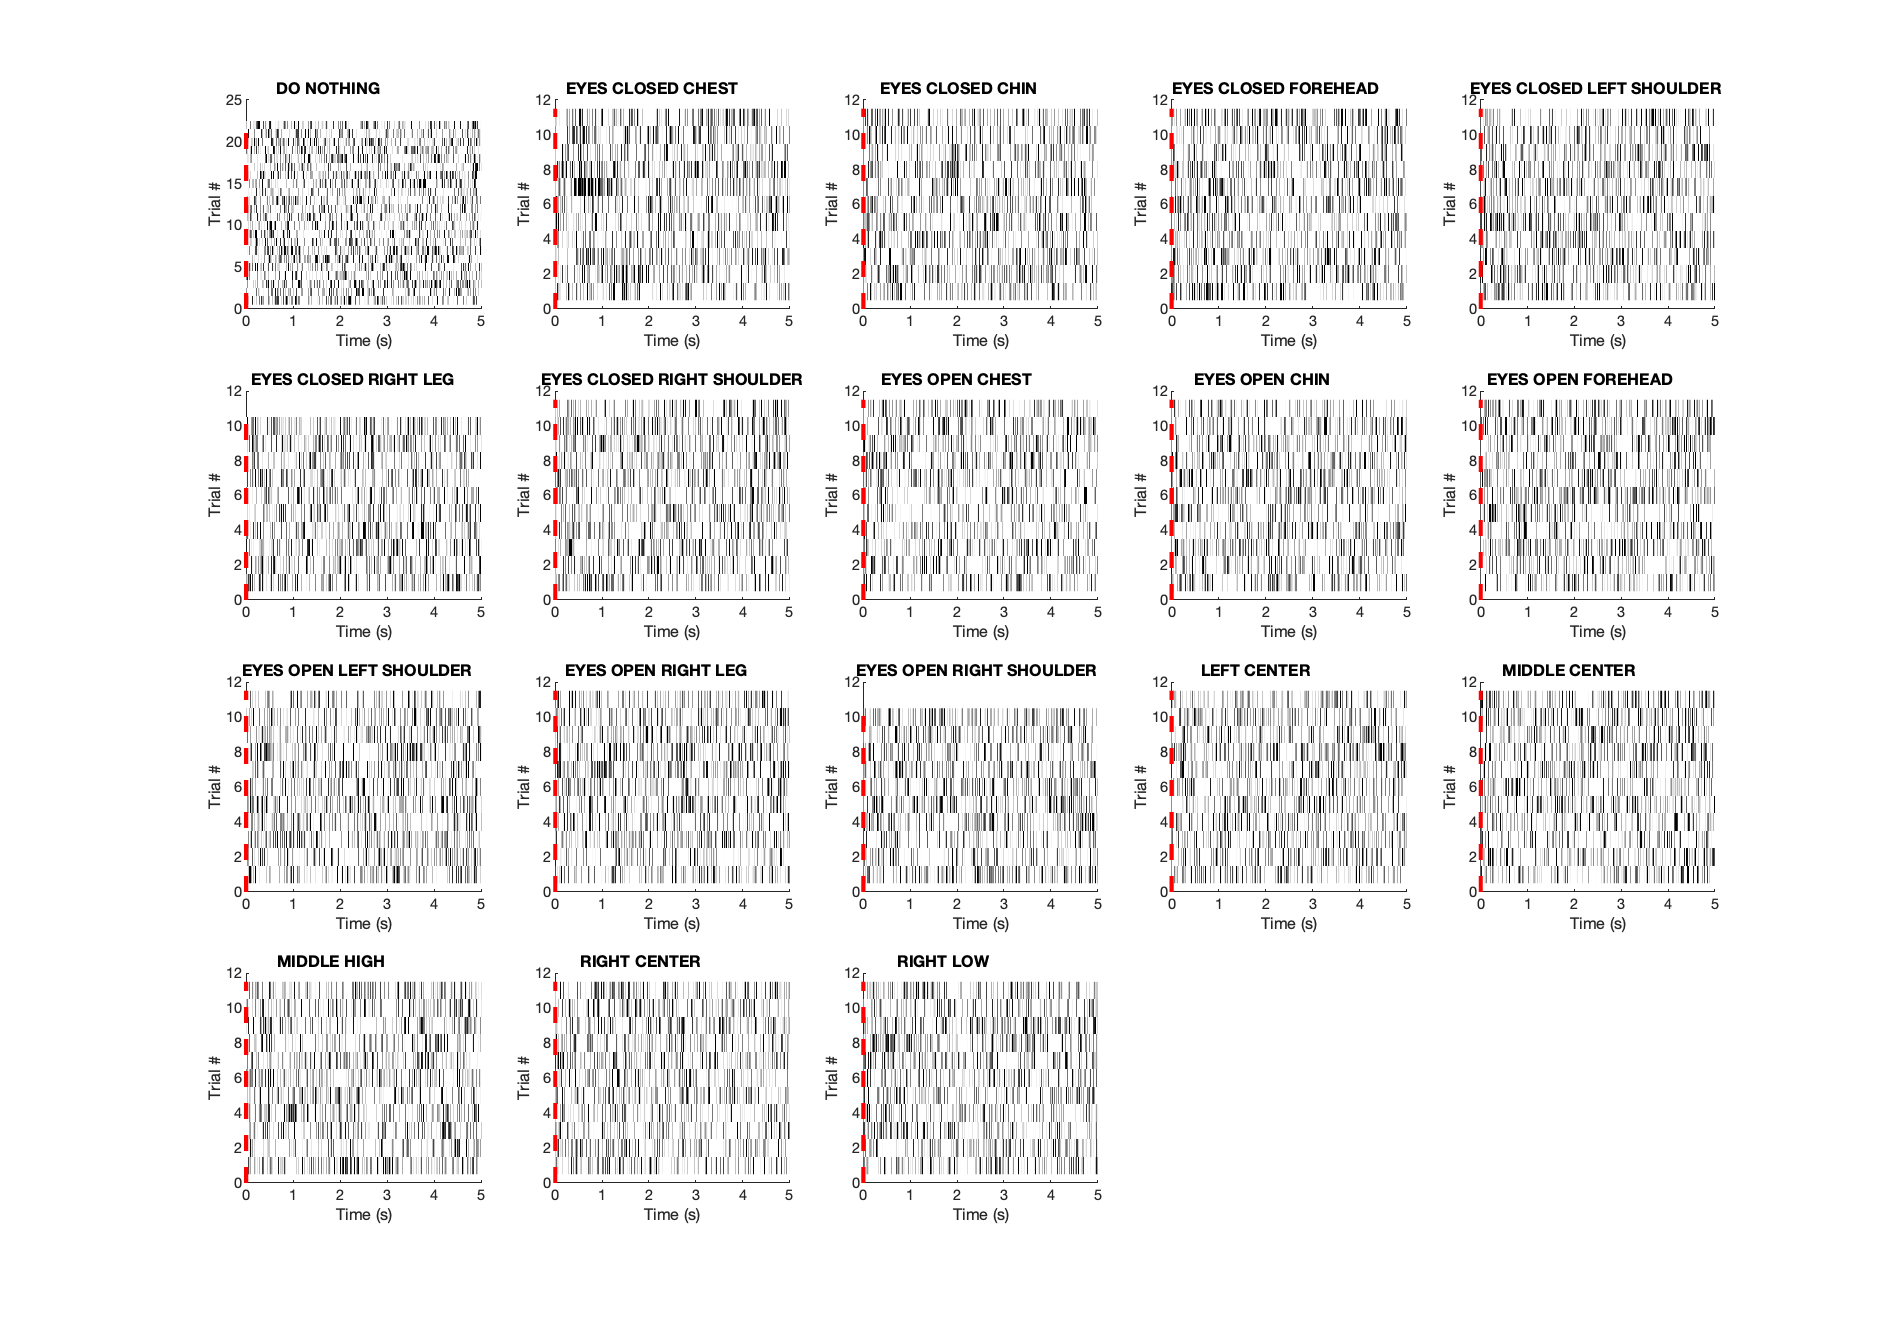 DO NOTHING
25
20
15
10
5
0
Trial #
0 1 2 3 4 5
Time (s)
EYES CLOSED CHEST
12
10
8
6
4
2
0
Trial #
0 1 2 3 4 5
Time (s)
EYES CLOSED CHIN
12
10
8
6
4
2
0
Trial #
0 1 2 3 4 5
Time (s)
EYES CLOSED FOREHEAD
12
10
8
6
4
2
0
Trial #
0 1 2 3 4 5
Time (s)
EYES CLOSED LEFT SHOULDER
12
10
8
6
4
2
0
Trial #
0 1 2 3 4 5
Time (s)
EYES CLOSED RIGHT LEG
12
10
8
6
4
2
0
Trial #
0 1 2 3 4 5
Time (s)
EYES CLOSED RIGHT SHOULDER
12
10
8
6
4
2
0
Trial #
0 1 2 3 4 5
Time (s)
EYES OPEN CHEST
12
10
8
6
4
2
0
Trial #
0 1 2 3 4 5
Time (s)
EYES OPEN CHIN
12
10
8
6
4
2
0
Trial #
0 1 2 3 4 5
Time (s)
EYES OPEN FOREHEAD
12
10
8
6
4
2
0
Trial #
0 1 2 3 4 5
Time (s)
EYES OPEN LEFT SHOULDER
12
10
8
6
4
2
0
Trial #
0 1 2 3 4 5
Time (s)
EYES OPEN RIGHT LEG
12
10
8
6
4
2
0
Trial #
0 1 2 3 4 5
Time (s)
EYES OPEN RIGHT SHOULDER
12
10
8
6
4
2
0
Trial #
0 1 2 3 4 5
Time (s)
LEFT CENTER
12
10
8
6
4
2
0
Trial #
0 1 2 3 4 5
Time (s)
MIDDLE CENTER
12
10
8
6
4
2
0
Trial #
0 1 2 3 4 5
Time (s)
MIDDLE HIGH
12
10
8
6
4
2
0
Trial #
0 1 2 3 4 5
Time (s)
RIGHT CENTER
12
10
8
6
4
2
0
Trial #
0 1 2 3 4 5
Time (s)
RIGHT LOW
12
10
8
6
4
2
0
Trial #
0 1 2 3 4 5
Time (s)